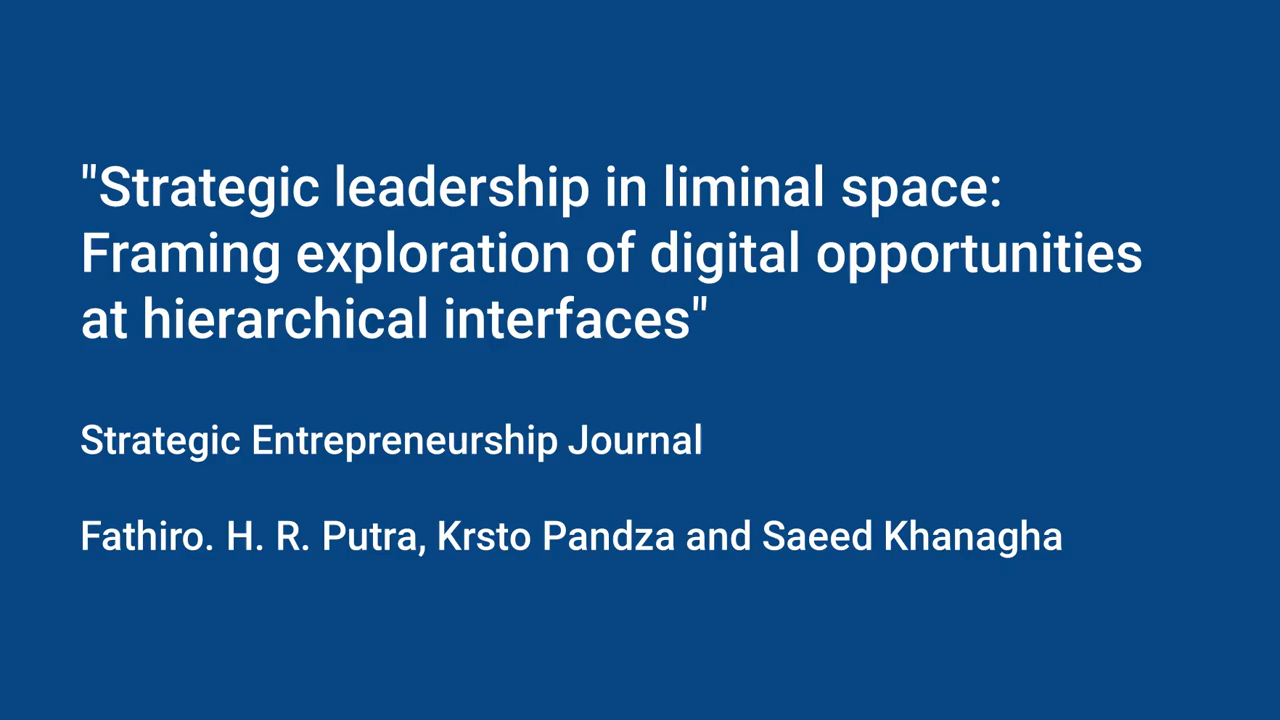 "Strategic leadership in liminal space:
Framing exploration of digital opportunities
at hierarchical interfaces"
Strategic Entrepreneurship Journal
Fathiro. H. R. Putra, Krsto Pandza and Saeed Khanagha